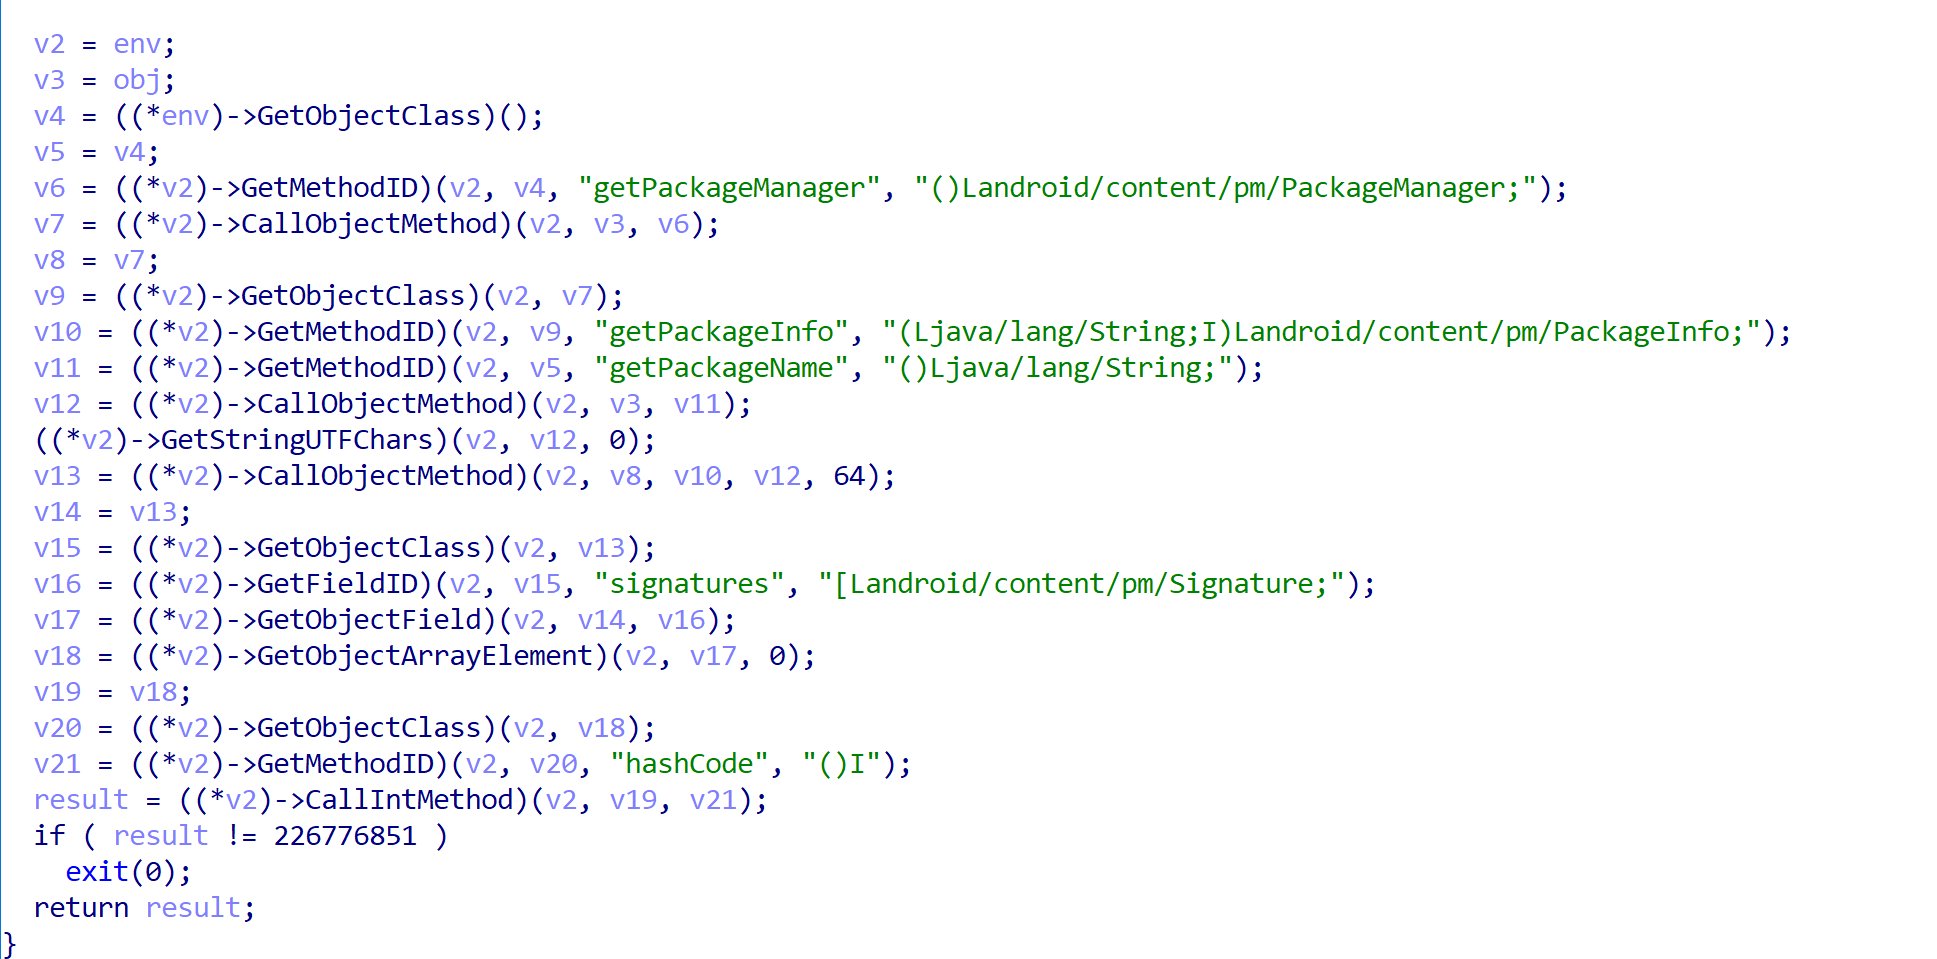 v2 = env;
v3 = obj;
v4 = ((*env)->GetObjectClass)();
v5 = v4;
v6 = ((*v2)->GetMethodID)(v2, v4, "getPackageManager", "()Landroid/content/pm/PackageManager;");
v7 = ((*v2)->CallObjectMethod)(v2, v3, v6);
v8 = v7;
v9 = ((*v2)->GetObjectClass)(v2, v7);
v10 = ((*v2)->GetMethodID)(v2, v9, "getPackageInfo", "(Ljava/lang/String;I)Landroid/content/pm/PackageInfo;");
v11 = ((*v2)->GetMethodID)(v2, v5, "getPackageName", "()Ljava/lang/String;");
v12 = ((*v2)->CallObjectMethod)(v2, v3, v11);
((*v2)->GetStringUTFChars)(v2, v12, 0);
v13 = ((*v2)->CallObjectMethod)(v2, v8, v10, v12, 64);
v14 = v13;
v15 = ((*v2)->GetObjectClass)(v2, v13);
v16 = ((*v2)->GetFieldID)(v2, v15, "signatures", "[Landroid/content/pm/Signature;");
v17 = ((*v2)->GetObjectField)(v2, v14, v16);
v18 = ((*v2)->GetObjectArrayElement)(v2, v17, 0);
v19 = v18;
v20 = ((*v2)->GetObjectClass)(v2, v18);
v21 = ((*v2)->GetMethodID)(v2, v20, "hashCode", "()I");
result = ((*v2)->CallIntMethod)(v2, v19, v21);
if ( result != 226776851 )
exit(0);
return result;
}